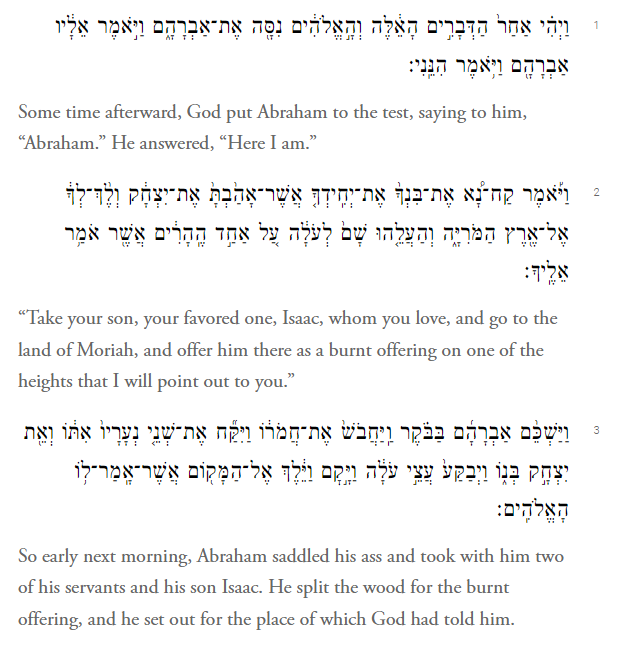 1
וַיְהִ֗י אַחַר֙ הַדְּבָרִ֣ים הָאֵ֔לֶּה וְהָ֣אֱלֹהִ֔ים נִסָּ֖ה אֶת־אַבְרָהָ֑ם וַיֹּ֣אמֶר אֵלָ֔יו
אַבְרָהָ֖ם וַיֹּ֥אמֶר הִנֵּֽנִי׃
Some time afterward, God put Abraham to the test, saying to him,
“Abraham.” He answered, “Here I am.”
2
וַיֹּ֡אמֶר קַח־נָ֠א אֶת־בִּנְךָ֨ אֶת־יְחִֽידְךָ֤ אֲשֶׁר־אָהַ֙בְתָּ֙ אֶת־יִצְחָ֔ק וְלֶ֨ךְ־לְךָ֔
אֶל־אֶ֖רֶץ הַמֹּרִיָּ֑ה וְהַעֲלֵ֤הוּ שָׁם֙ לְעֹלָ֔ה עַ֚ל אַחַ֣ד הֶֽהָרִ֔ים אֲשֶׁ֖ר אֹמַ֥ר
אֵלֶֽיךָ׃
“Take your son, your favored one, Isaac, whom you love, and go to the
land of Moriah, and offer him there as a burnt offering on one of the
heights that I will point out to you.”
3
וַיַּשְׁכֵּ֨ם אַבְרָהָ֜ם בַּבֹּ֗קֶר וַֽיַּחֲבֹשׁ֙ אֶת־חֲמֹר֔וֹ וַיִּקַּ֞ח אֶת־שְׁנֵ֤י נְעָרָיו֙ אִתּ֔וֹ וְאֵ֖ת
יִצְחָ֣ק בְּנ֑וֹ וַיְבַקַּע֙ עֲצֵ֣י עֹלָ֔ה וַיָּ֣קָם וַיֵּ֔לֶךְ אֶל־הַמָּק֖וֹם אֲשֶׁר־אָֽמַר־ל֥וֹ
הָאֱלֹהִֽים׃
So early next morning, Abraham saddled his ass and took with him two
of his servants and his son Isaac. He split the wood for the burnt
offering, and he set out for the place of which God had told him.